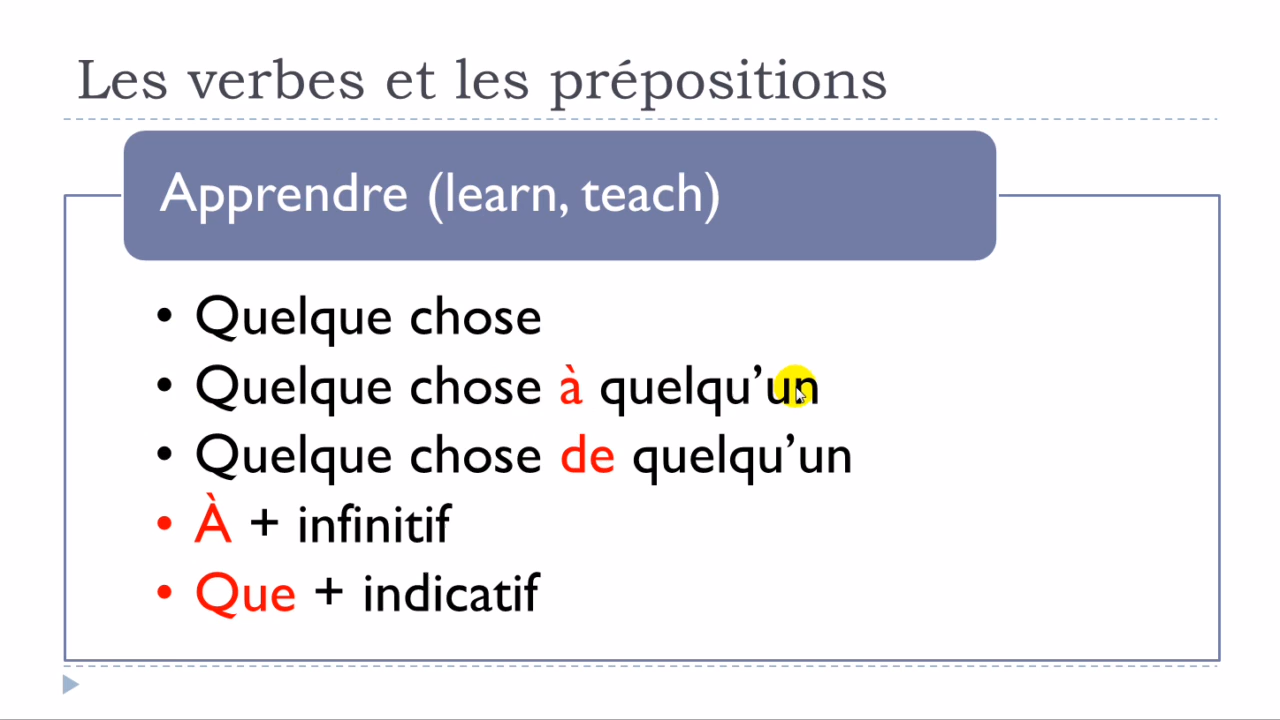 Les verbes et les prépositions
Apprendre (learn, teach)
• Quelque chose
• Quelque chose à quelqu’un
• Quelque chose de quelqu’un
• À + infinitif
• Que + indicatif